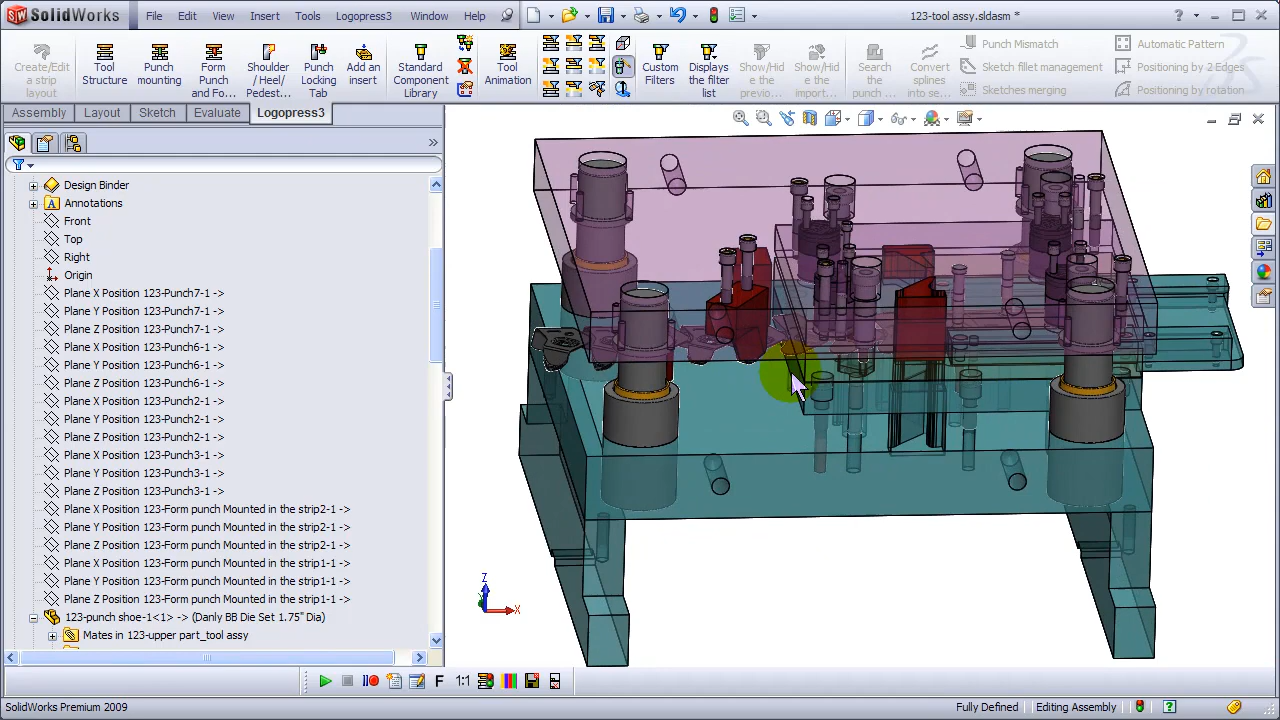 SolidWorks File Edit View Insert Tools Logopress3 Window Help 123-tool assy.sldasm *
Create/Edit a strip layout
Tool Structure
Punch mounting
Form Punch and Fo...
Shoulder /Heel/ Pedest...
Punch Locking Tab
Add an insert
Standard Component Library
Tool Animation
Custom Filters
Displays the filter list
Show/Hid e the previo...
Show/Hid e the import...
Search the punch ...
Convert splines into se...
Punch Mismatch
Sketch fillet management
Sketches merging
Automatic Pattern
Positioning by 2 Edges
Positioning by rotation
Assembly Layout Sketch Evaluate Logopress3
Design Binder
Annotations
Front
Top
Right
Origin
Plane X Position 123-Punch7-1 ->
Plane Y Position 123-Punch7-1 ->
Plane Z Position 123-Punch7-1 ->
Plane X Position 123-Punch6-1 ->
Plane Y Position 123-Punch6-1 ->
Plane Z Position 123-Punch6-1 ->
Plane X Position 123-Punch2-1 ->
Plane Y Position 123-Punch2-1 ->
Plane Z Position 123-Punch2-1 ->
Plane X Position 123-Punch3-1 ->
Plane Y Position 123-Punch3-1 ->
Plane Z Position 123-Punch3-1 ->
Plane X Position 123-Form punch Mounted in the strip2-1 ->
Plane Y Position 123-Form punch Mounted in the strip2-1 ->
Plane Z Position 123-Form punch Mounted in the strip2-1 ->
Plane X Position 123-Form punch Mounted in the strip1-1 ->
Plane Y Position 123-Form punch Mounted in the strip1-1 ->
Plane Z Position 123-Form punch Mounted in the strip1-1 ->
123-punch shoe-1<1> -> (Danly BB Die Set 1.75" Dia)
Mates in 123-upper part_tool assy
Z
X
F 1:1
SolidWorks Premium 2009 Fully Defined Editing Assembly